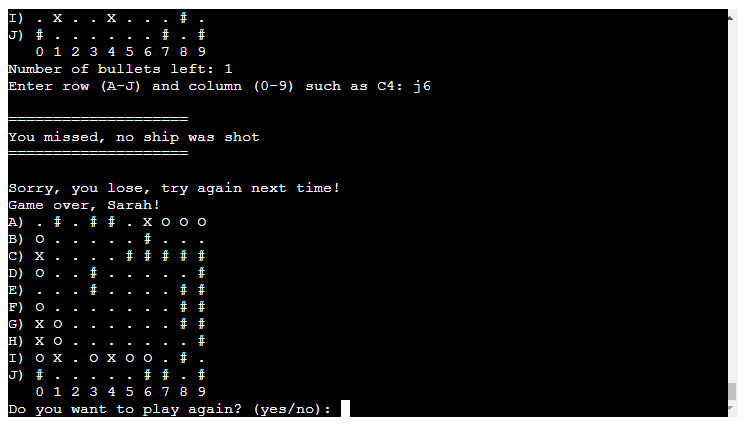 I) . X . . X . . . # .
J) # . . . . . . # . #
0 1 2 3 4 5 6 7 8 9
Number of bullets left: 1
Enter row (A-J) and column (0-9) such as C4: j6
====================
You missed, no ship was shot
====================
Sorry, you lose, try again next time!
Game over, Sarah!
A) . # . # # . X O O O
B) O . . . . . # . . .
C) X . . . . # # # # #
D) O . . # . . . . . #
E) . . . # . . . . # #
F) O . . . . . . . # #
G) X O . . . . . . # #
H) X O . . . . . . . #
I) O X . O X O O . # .
J) # . . . . . # # . #
0 1 2 3 4 5 6 7 8 9
Do you want to play again? (yes/no):